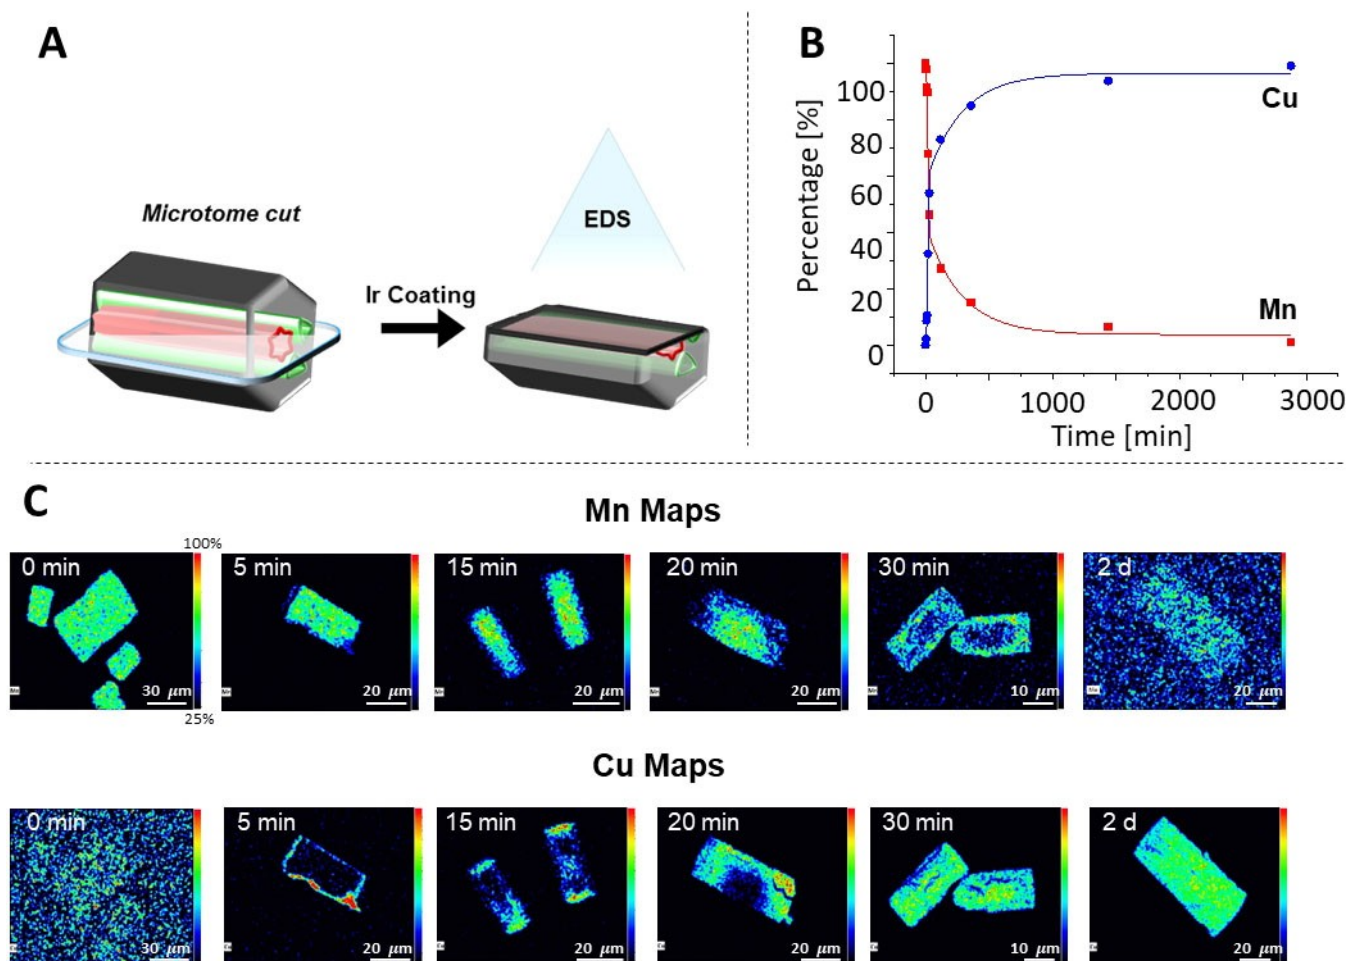 A
Microtome cut
Ir Coating
EDS
B
Percentage [%]
100
80
60
40
20
0
Cu
Mn
0 1000 2000 3000
Time [min]
C
Mn Maps
100%
25%
0 min
30 μm
5 min
20 μm
15 min
20 μm
20 min
20 μm
30 min
10 μm
2 d
20 μm
Cu Maps
0 min
30 μm
5 min
20 μm
15 min
20 μm
20 min
20 μm
30 min
10 μm
2 d
20 μm